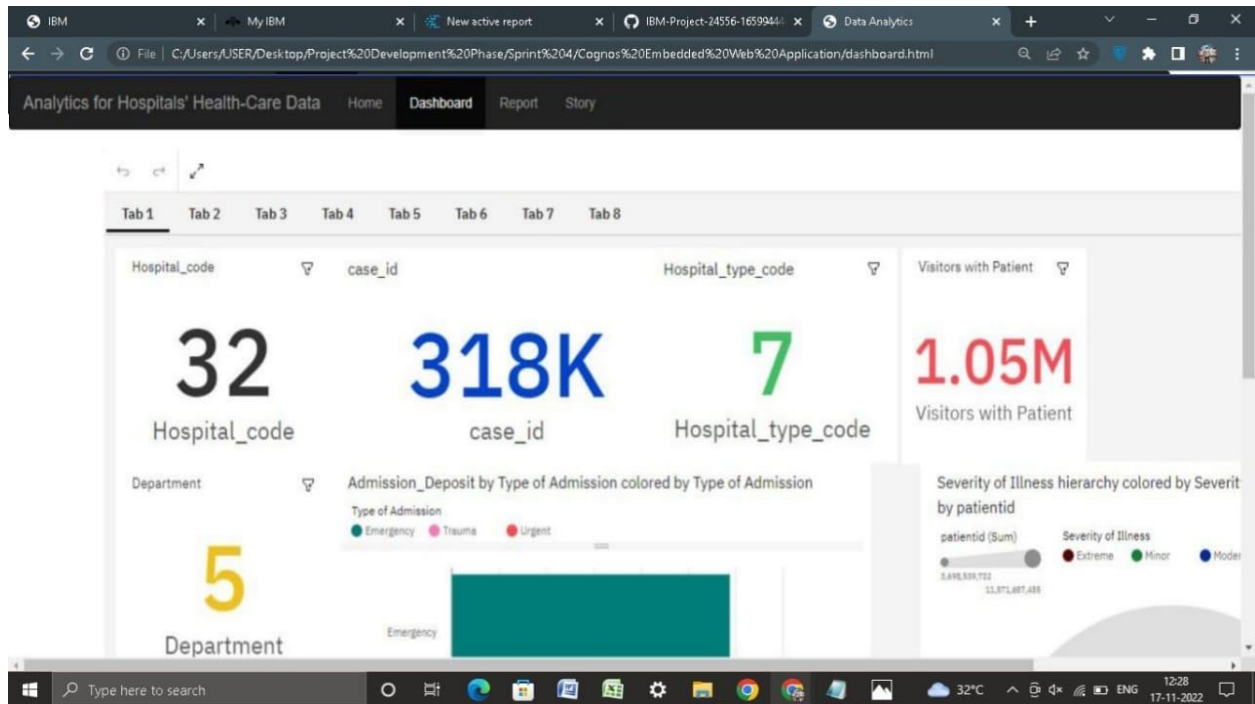 IBM
My IBM
New active report
IBM-Project-24556-16599444
Data Analytics
File
C:/Users/USER/Desktop/Project%20Development%20Phase/Sprint%204/Cognos%20Embedded%20Web%20Application/dashboard.html
Analytics for Hospitals' Health-Care Data Home Dashboard Report Story
Tab 1 Tab 2 Tab 3 Tab 4 Tab 5 Tab 6 Tab 7 Tab 8
Hospital_code
32
Hospital_code
case_id
318K
case_id
Hospital_type_code
7
Hospital_type_code
Visitors with Patient
1.05M
Visitors with Patient
Department
5
Department
Admission_Deposit by Type of Admission colored by Type of Admission
Type of Admission
Emergency Trauma Urgent
Emergency
Severity of Illness hierarchy colored by Severit
by patientid
patientid (Sum)
Severity of Illness
Extreme Minor Moder
Type here to search
32°C
ENG
12:28
17-11-2022